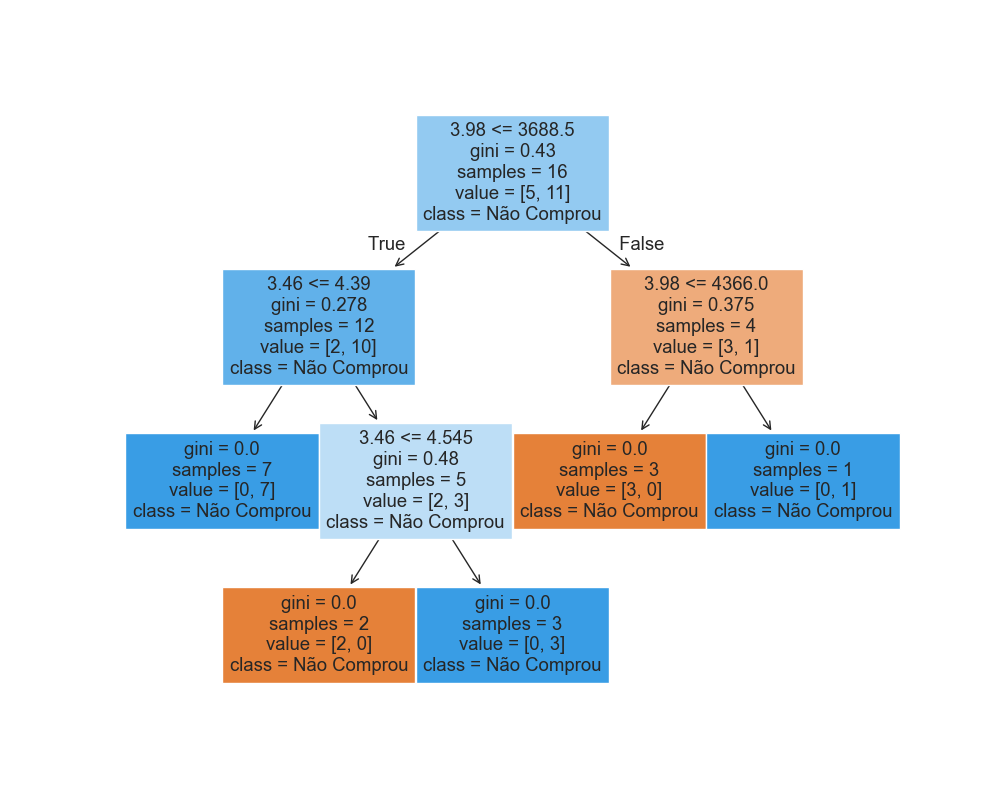 3.98 <= 3688.5
gini = 0.43
samples = 16
value = [5, 11]
class = Não Comprou
True
False
3.46 <= 4.39
gini = 0.278
samples = 12
value = [2, 10]
class = Não Comprou
3.98 <= 4366.0
gini = 0.375
samples = 4
value = [3, 1]
class = Não Comprou
gini = 0.0
samples = 7
value = [0, 7]
class = Não Comprou
3.46 <= 4.545
gini = 0.48
samples = 5
value = [2, 3]
class = Não Comprou
gini = 0.0
samples = 3
value = [3, 0]
class = Não Comprou
gini = 0.0
samples = 1
value = [0, 1]
class = Não Comprou
gini = 0.0
samples = 2
value = [2, 0]
class = Não Comprou
gini = 0.0
samples = 3
value = [0, 3]
class = Não Comprou